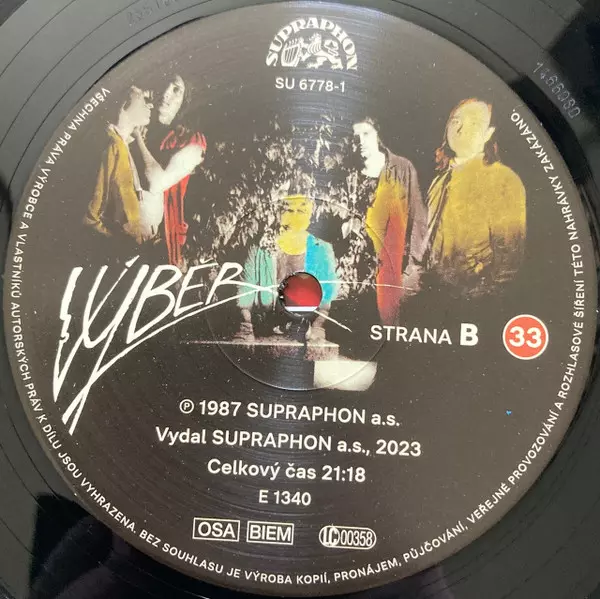 SUPRAPHON
SU 6778-1
VÝBĚR
STRANA B 33
℗ 1987 SUPRAPHON a.s.
Vydal SUPRAPHON a.s., 2023
Celkový čas 21:18
E 1340
OSA BIEM LC 00358
VŠECHNA PRÁVA VÝROBCE A VLASTNÍKŮ AUTORSKÝCH PRÁV K DÍLU JSOU VYHRAZENA. BEZ SOUHLASU JE VÝROBA KOPIÍ, PRONÁJEM, PŮJČOVÁNÍ, VEŘEJNÉ PROVOZOVÁNÍ A ROZHLASOVÉ ŠÍŘENÍ TÉTO NAHRÁVKY ZAKÁZÁNO.